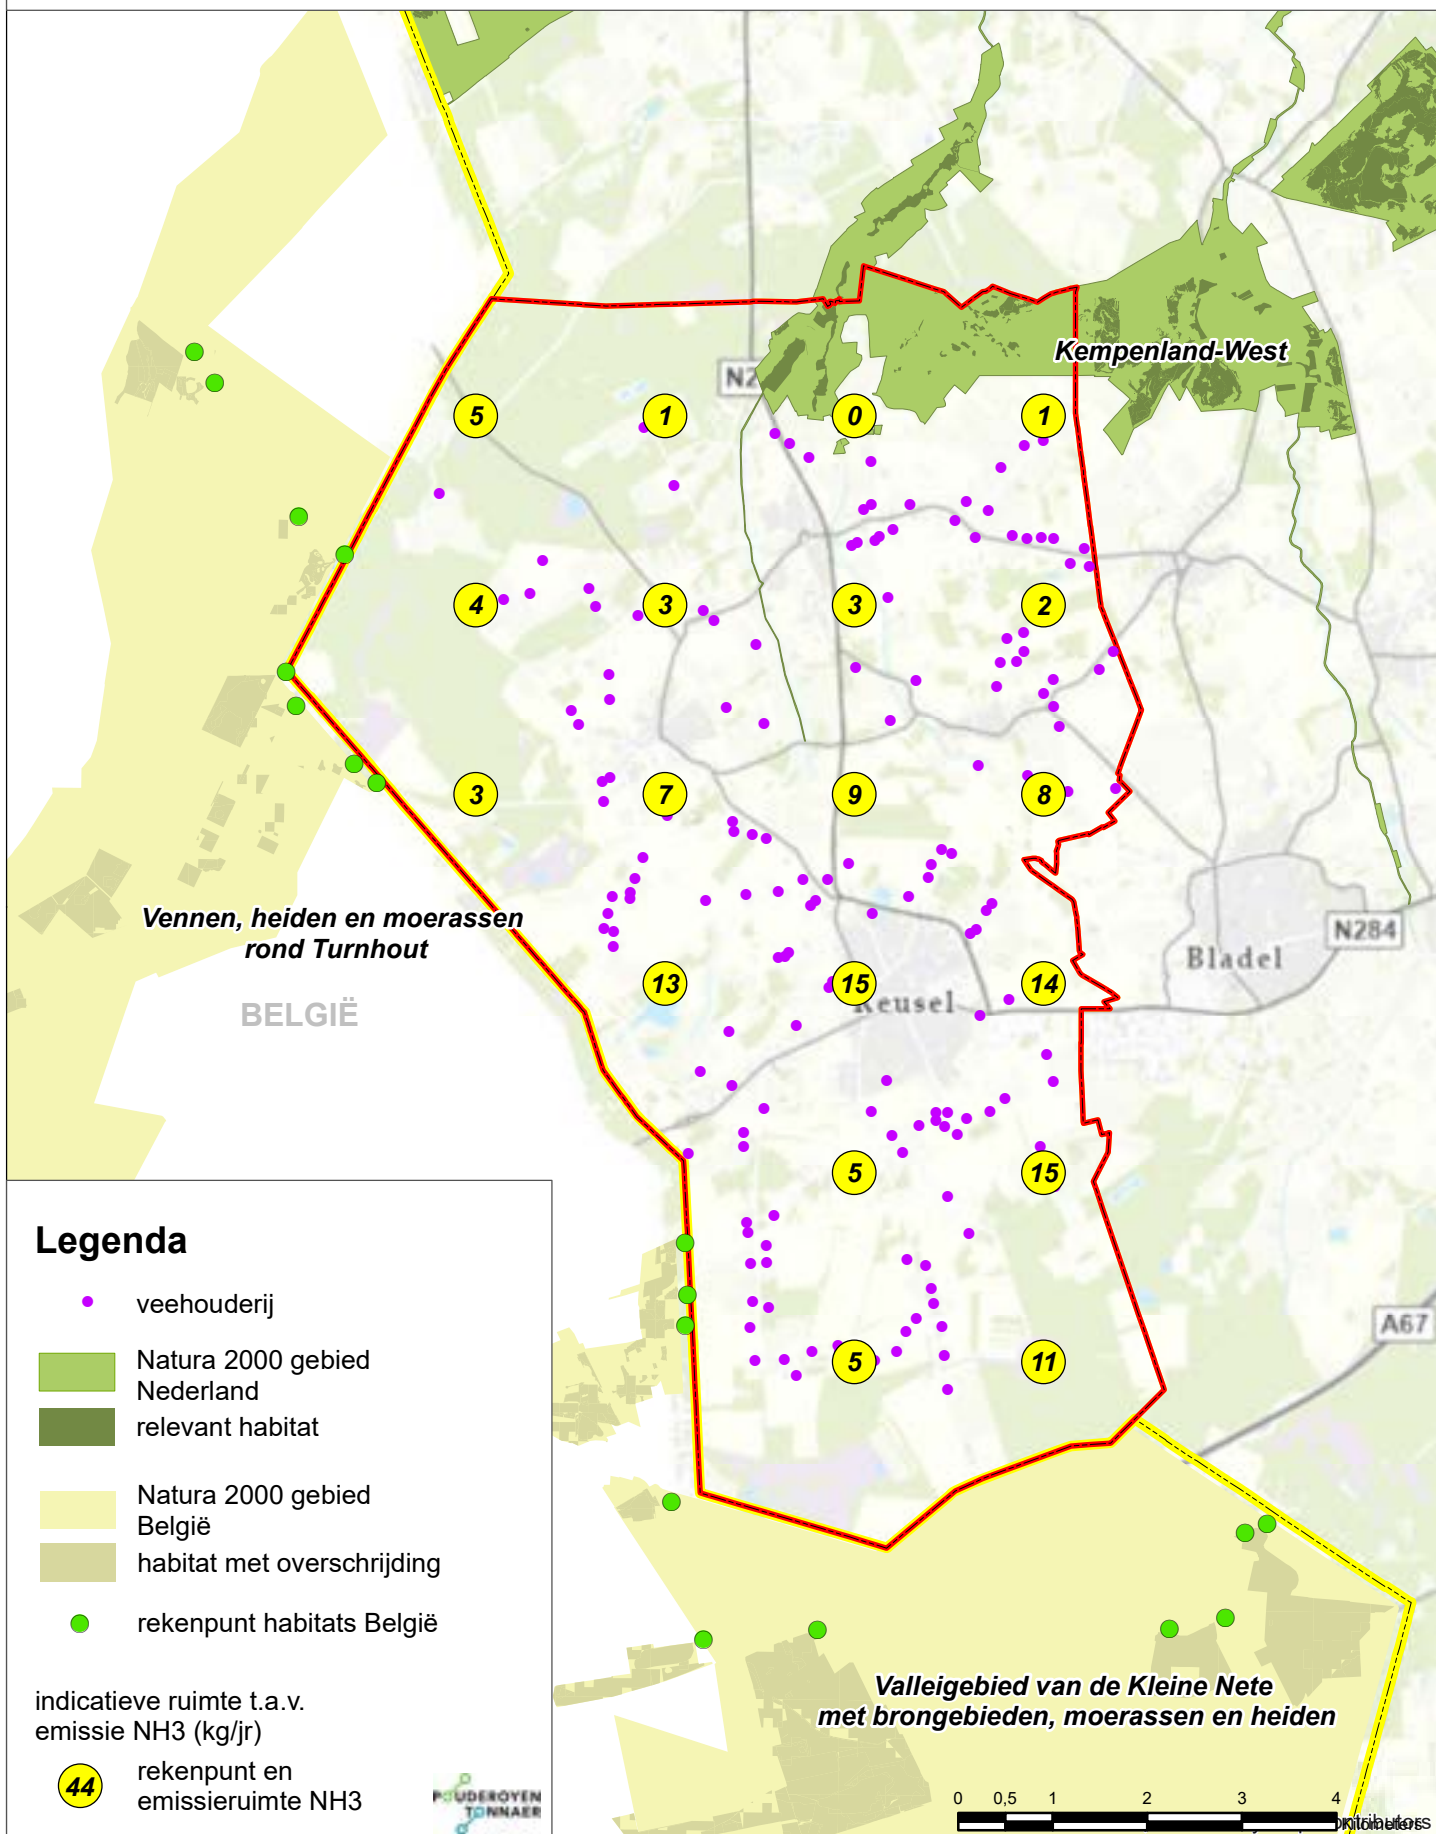 N2
Kempenland-West
5
1
0
1
4
3
3
2
3
7
9
8
Vennen, heiden en moerassen
rond Turnhout
BELGIË
N284
Bladel
13
15
14
Keusel
5
15
A67
5
11
Legenda
veehouderij
Natura 2000 gebied
Nederland
relevant habitat
Natura 2000 gebied
België
habitat met overschrijding
rekenpunt habitats België
indicatieve ruimte t.a.v.
emissie NH3 (kg/jr)
44
rekenpunt en
emissieruimte NH3
POUDEROYEN
TONNAER
Valleigebied van de Kleine Nete
met brongebieden, moerassen en heiden
0 0,5 1 2 3 4
Kilometers